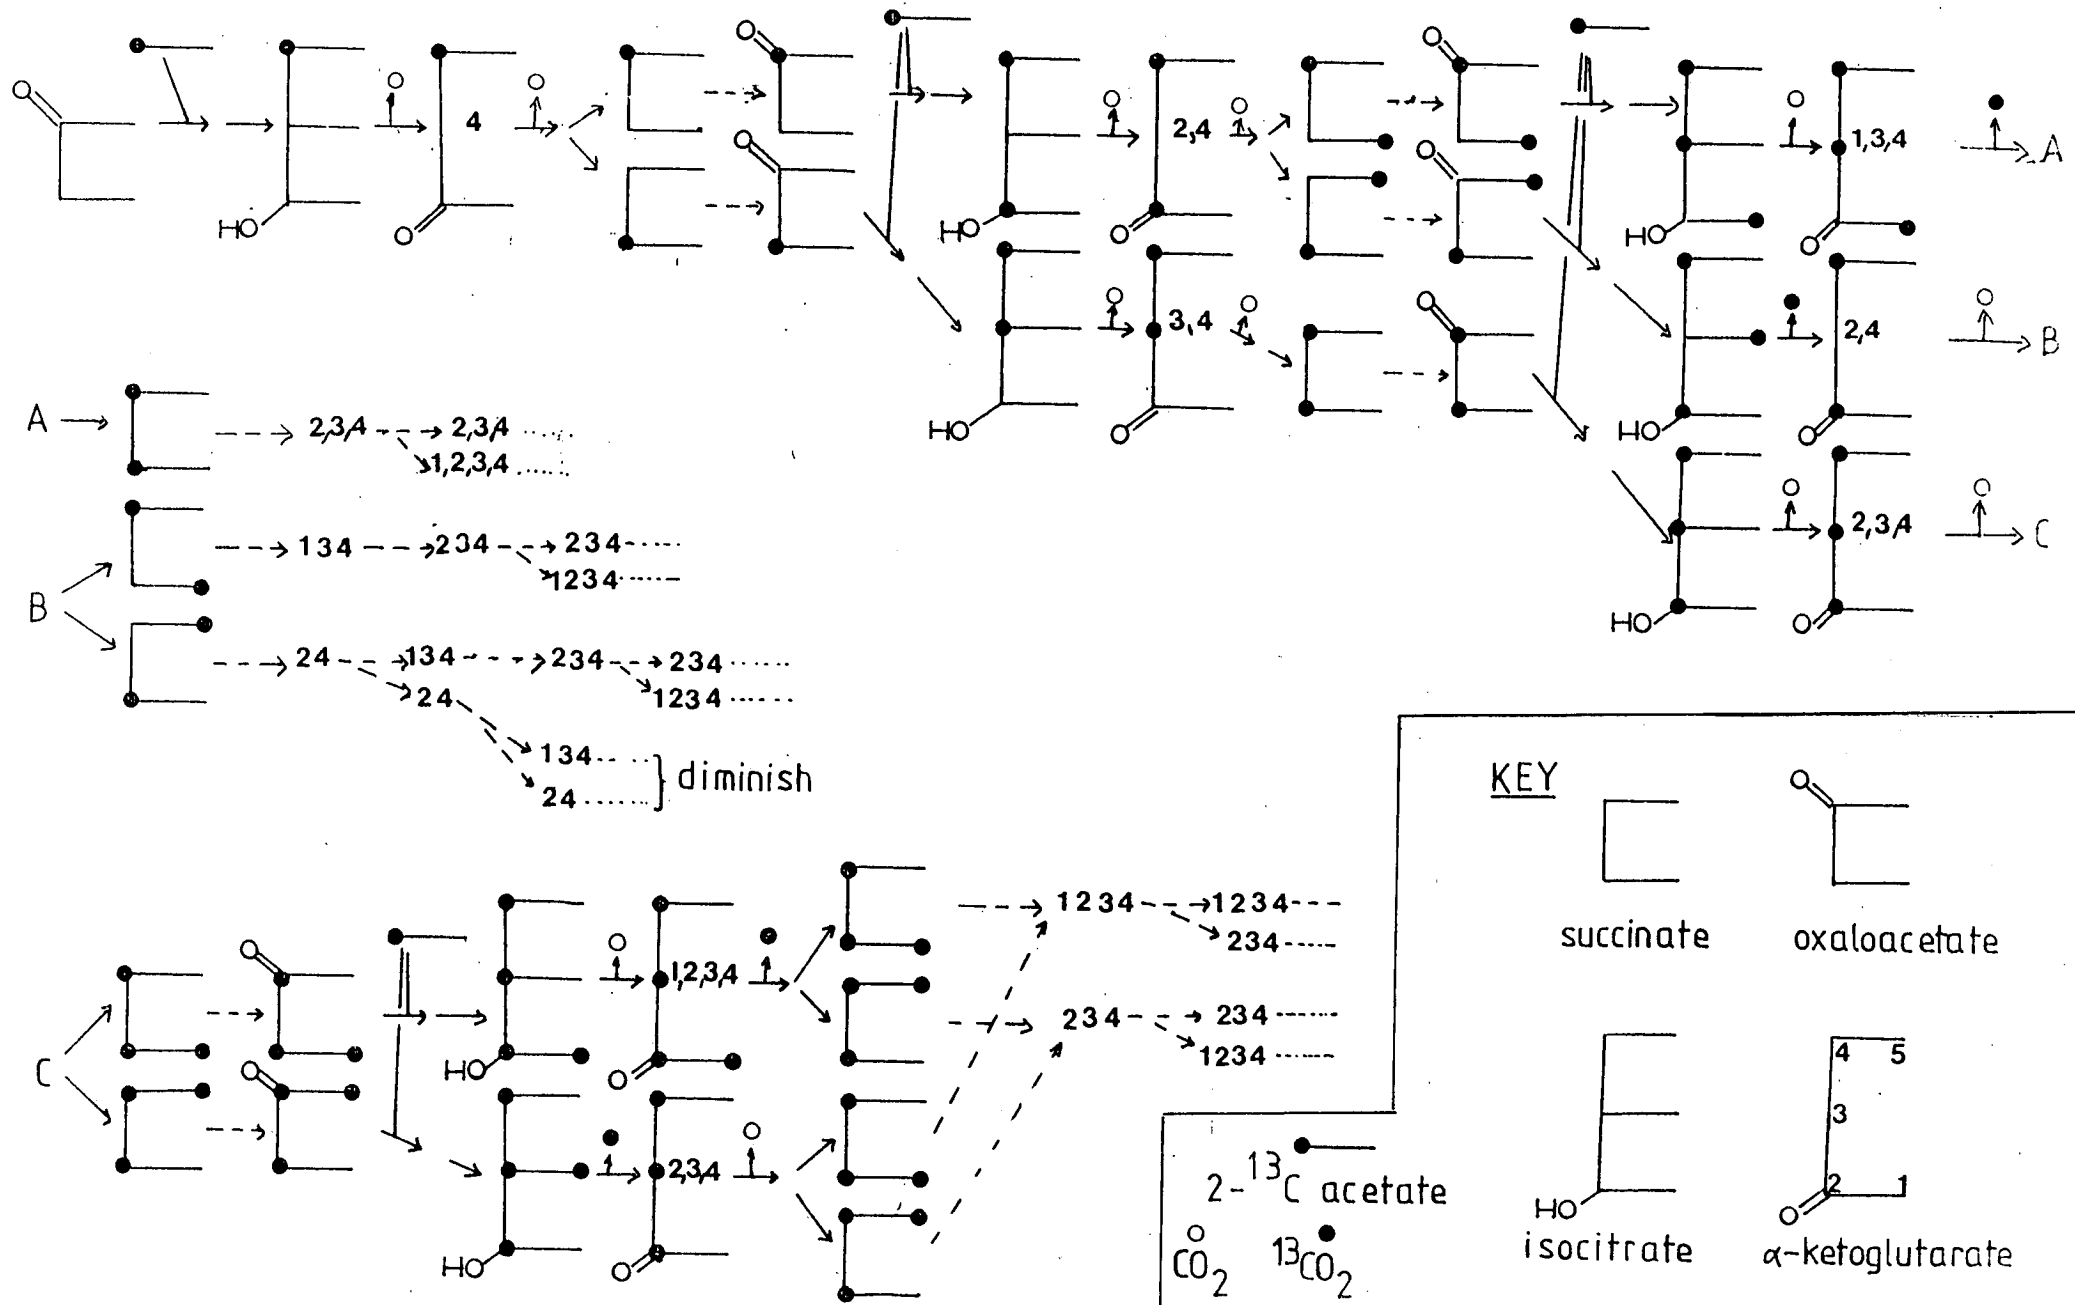 O
HO
O
4
O
O
2,4
3,4
HO
O
HO
O
O
O
O
1,3,4
A
HO
O
2,4
B
HO
O
2,3,4
C
HO
O
A
2,3,4
2,3,4
1,2,3,4
B
134
234
234
1234
24
134
234
234
24
1234
134
24
diminish
C
O
O
HO
O
1,2,3,4
HO
O
2,3,4
1234
1234
234
234
234
1234
KEY
O
succinate
oxaloacetate
HO
isocitrate
4 5
3
2 1
O
α-ketoglutarate
2-13C acetate
CO2 13CO2